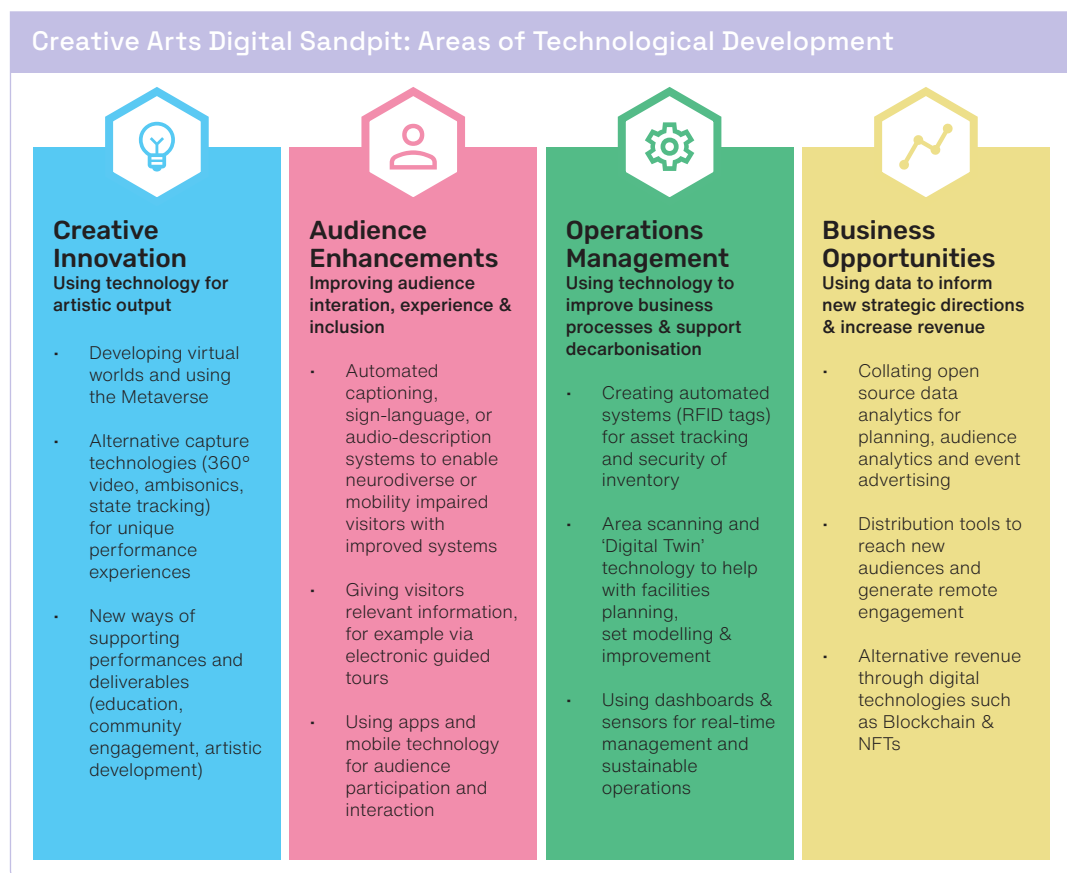 Creative Arts Digital Sandpit: Areas of Technological Development
Creative
Innovation
Using technology for
artistic output
· Developing virtual
worlds and using
the Metaverse
· Alternative capture
technologies (360°
video, ambisonics,
state tracking)
for unique
performance
experiences
· New ways of
supporting
performances and
deliverables
(education,
community
engagement, artistic
development)
Audience
Enhancements
Improving audience
interation, experience &
inclusion
· Automated
captioning,
sign-language, or
audio-description
systems to enable
neurodiverse or
mobility impaired
visitors with
improved systems
· Giving visitors
relevant information,
for example via
electronic guided
tours
· Using apps and
mobile technology
for audience
participation and
interaction
Operations
Management
Using technology to
improve business
processes & support
decarbonisation
· Creating automated
systems (RFID tags)
for asset tracking
and security of
inventory
· Area scanning and
‘Digital Twin’
technology to help
with facilities
planning,
set modelling &
improvement
· Using dashboards &
sensors for real-time
management and
sustainable
operations
Business
Opportunities
Using data to inform
new strategic directions
& increase revenue
· Collating open
source data
analytics for
planning, audience
analytics and event
advertising
· Distribution tools to
reach new
audiences and
generate remote
engagement
· Alternative revenue
through digital
technologies such
as Blockchain &
NFTs